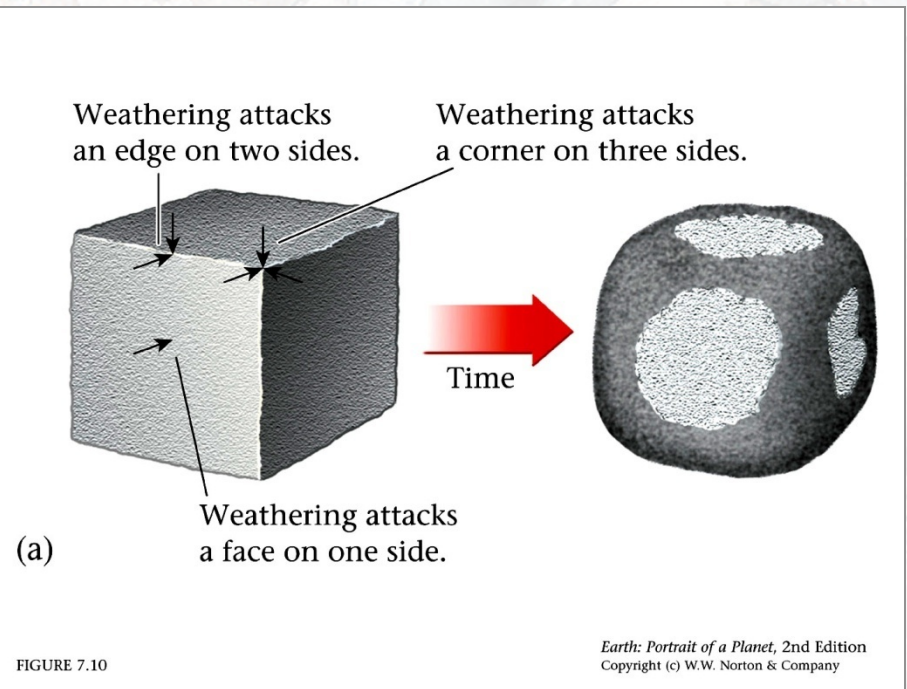 Weathering attacks
an edge on two sides.
Weathering attacks
a corner on three sides.
Time
Weathering attacks
a face on one side.
(a)
FIGURE 7.10
Earth: Portrait of a Planet, 2nd Edition
Copyright (c) W.W. Norton & Company